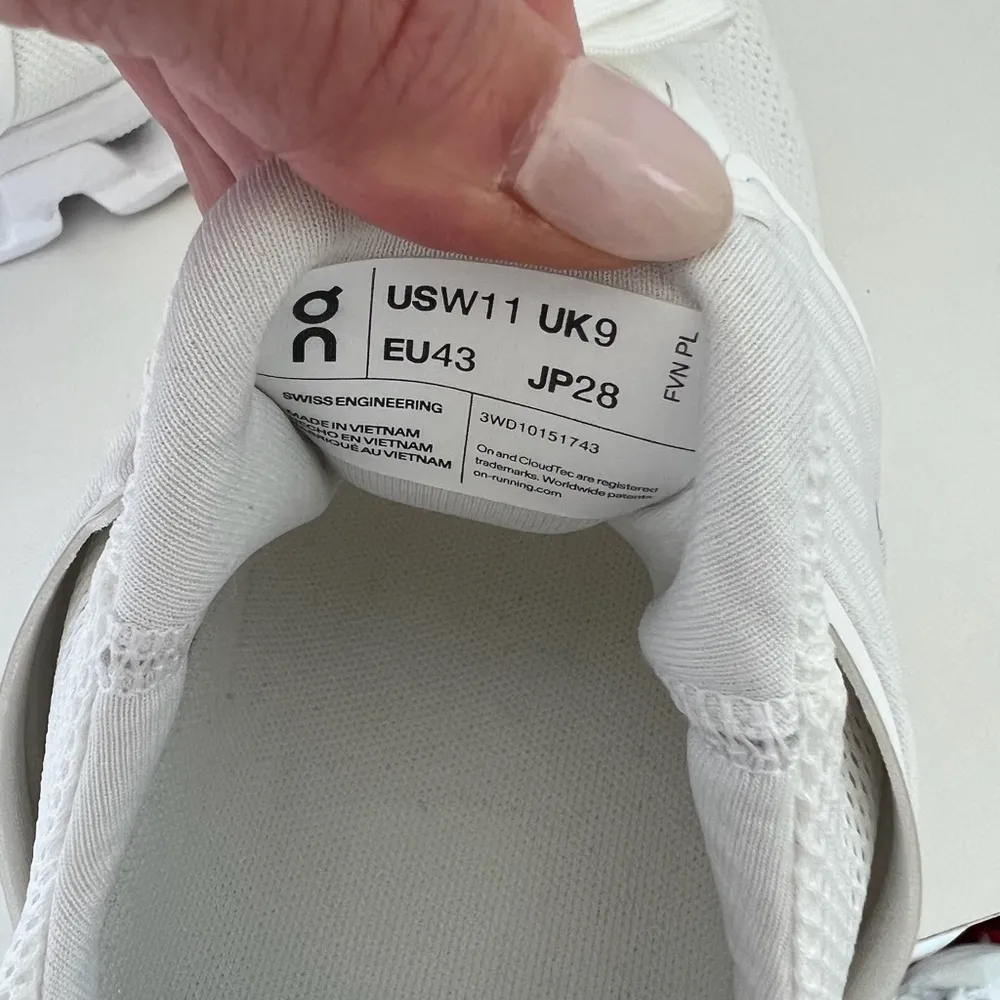 on
USW11 UK9
EU43 JP28
FVN PL
SWISS ENGINEERING
MADE IN VIETNAM
HECHO EN VIETNAM
FABRIQUÉ AU VIETNAM
3WD10151743
On and CloudTec are registered
trademarks. Worldwide patents.
on-running.com